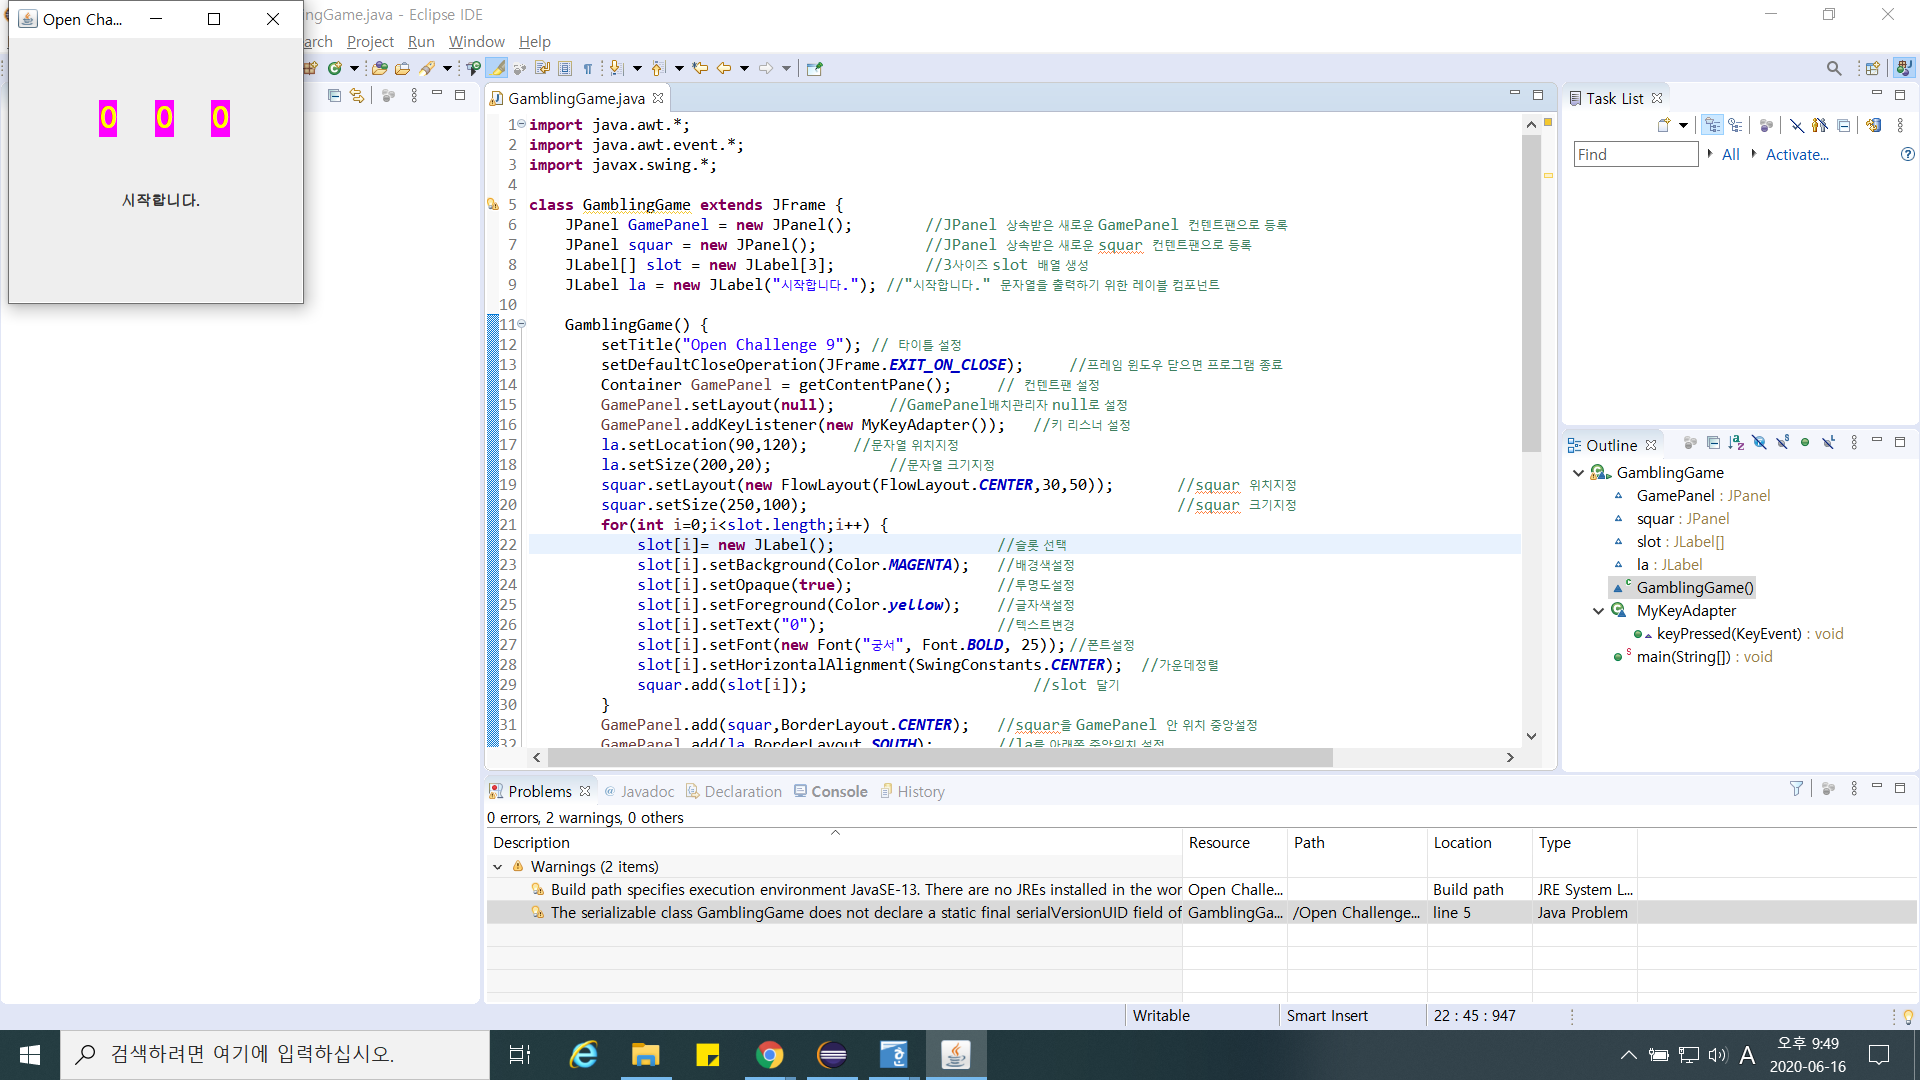 Open Cha...
0 0 0
시작합니다.
ngGame.java - Eclipse IDE
arch Project Run Window Help
GamblingGame.java
1 import java.awt.*;
2 import java.awt.event.*;
3 import javax.swing.*;
4
5 class GamblingGame extends JFrame {
6 JPanel GamePanel = new JPanel(); //JPanel 상속받은 새로운 GamePanel 컨텐트팬으로 등록
7 JPanel squar = new JPanel(); //JPanel 상속받은 새로운 squar 컨텐트팬으로 등록
8 JLabel[] slot = new JLabel[3]; //3사이즈 slot 배열 생성
9 JLabel la = new JLabel("시작합니다."); //"시작합니다." 문자열을 출력하기 위한 레이블 컴포넌트
10
11 GamblingGame() {
12 setTitle("Open Challenge 9"); // 타이틀 설정
13 setDefaultCloseOperation(JFrame.EXIT_ON_CLOSE); //프레임 윈도우 닫으면 프로그램 종료
14 Container GamePanel = getContentPane(); // 컨텐트팬 설정
15 GamePanel.setLayout(null); //GamePanel배치관리자 null로 설정
16 GamePanel.addKeyListener(new MyKeyAdapter()); //키 리스너 설정
17 la.setLocation(90,120); //문자열 위치지정
18 la.setSize(200,20); //문자열 크기지정
19 squar.setLayout(new FlowLayout(FlowLayout.CENTER,30,50)); //squar 위치지정
20 squar.setSize(250,100); //squar 크기지정
21 for(int i=0;i<slot.length;i++) {
22 slot[i]= new JLabel(); //슬롯 선택
23 slot[i].setBackground(Color.MAGENTA); //배경색설정
24 slot[i].setOpaque(true); //투명도설정
25 slot[i].setForeground(Color.yellow); //글자색설정
26 slot[i].setText("0"); //텍스트변경
27 slot[i].setFont(new Font("궁서", Font.BOLD, 25)); //폰트설정
28 slot[i].setHorizontalAlignment(SwingConstants.CENTER); //가운데정렬
29 squar.add(slot[i]); //slot 달기
30 }
31 GamePanel.add(squar,BorderLayout.CENTER); //squar을 GamePanel 안 위치 중앙설정
32 GamePanel.add(la,BorderLayout.SOUTH); //la를 아래쪽 중앙위치 설정
Task List
Find All Activate...
Outline
GamblingGame
GamePanel : JPanel
squar : JPanel
slot : JLabel[]
la : JLabel
GamblingGame()
MyKeyAdapter
keyPressed(KeyEvent) : void
main(String[]) : void
Problems Javadoc Declaration Console History
0 errors, 2 warnings, 0 others
Description Resource Path Location Type
Warnings (2 items)
Build path specifies execution environment JavaSE-13. There are no JREs installed in the wor Open Challe... Build path JRE System L...
The serializable class GamblingGame does not declare a static final serialVersionUID field of GamblingGa... /Open Challenge... line 5 Java Problem
Writable Smart Insert 22 : 45 : 947
검색하려면 여기에 입력하십시오.
A
오후 9:49
2020-06-16